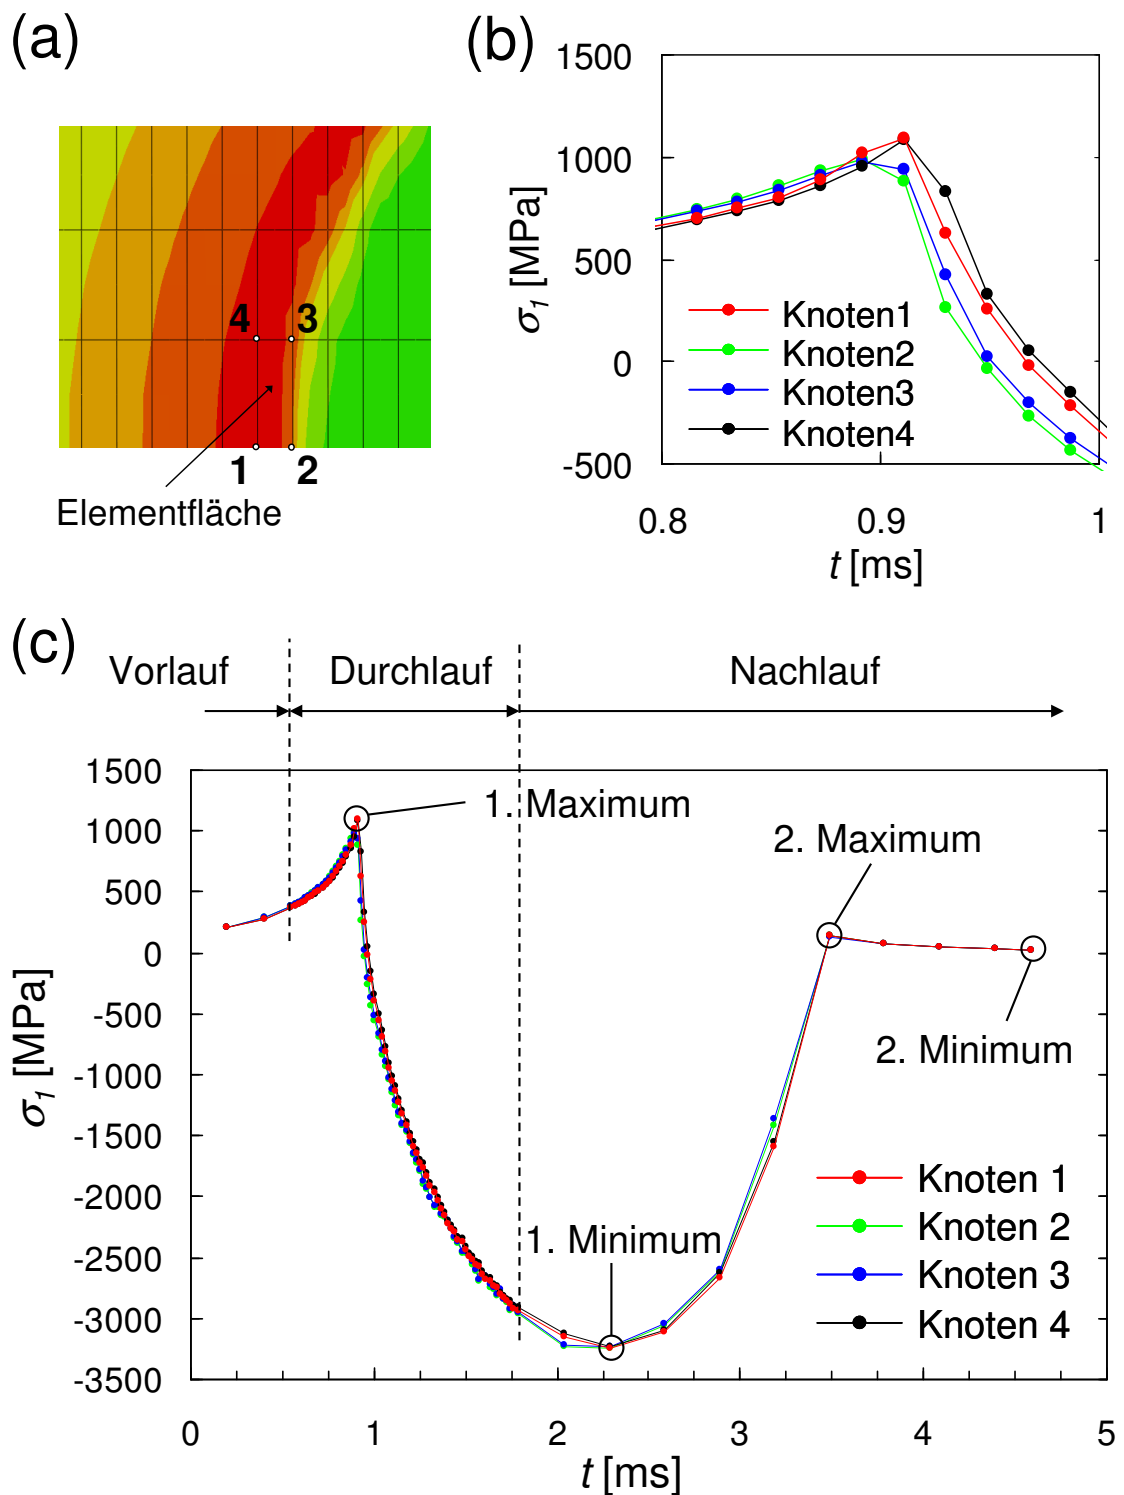 (a)
4 3
1 2
Elementfläche
(b)
1500
1000
500
0
-500
σ1 [MPa]
Knoten1
Knoten2
Knoten3
Knoten4
0.8 0.9 1
t [ms]
(c)
Vorlauf Durchlauf Nachlauf
1500
1000
500
0
-500
-1000
-1500
-2000
-2500
-3000
-3500
σ1 [MPa]
1. Maximum
2. Maximum
2. Minimum
1. Minimum
Knoten 1
Knoten 2
Knoten 3
Knoten 4
0 1 2 3 4 5
t [ms]